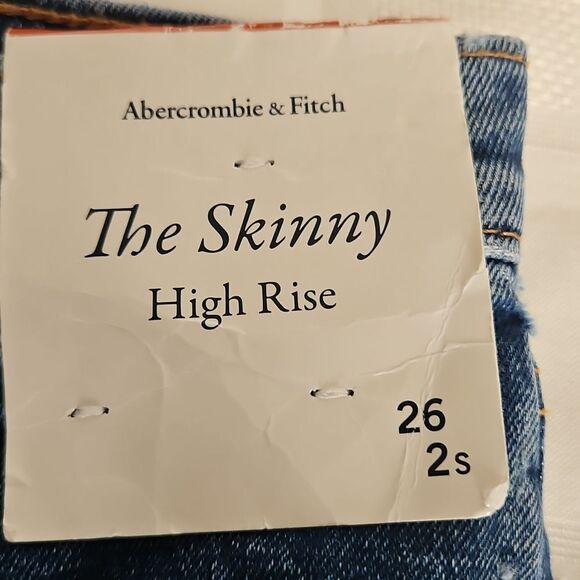 Abercrombie & Fitch
The Skinny
High Rise
26
2s